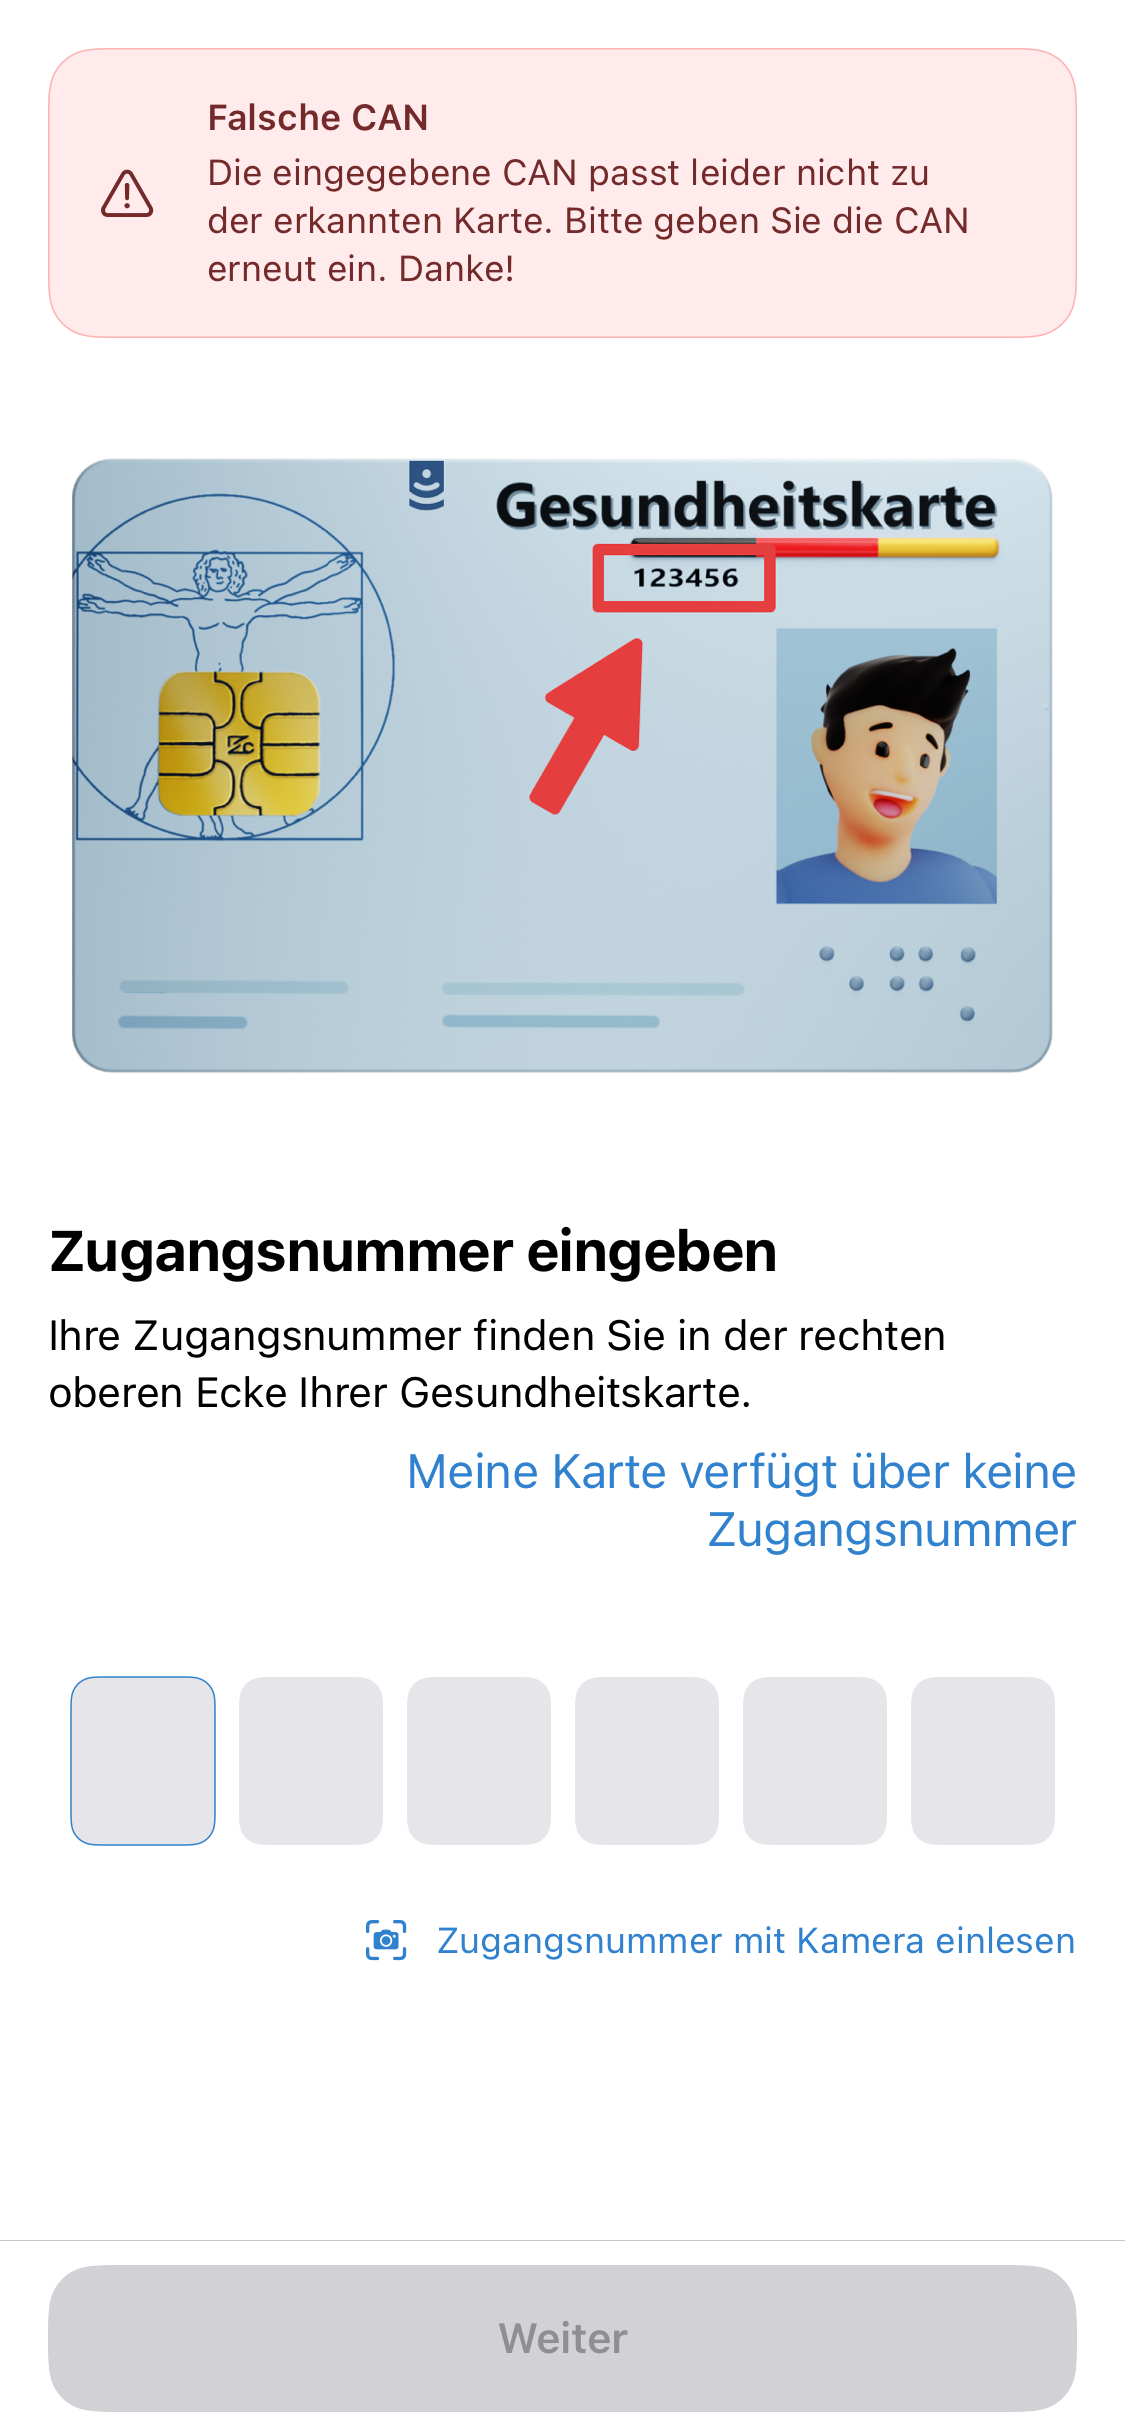 Falsche CAN
Die eingegebene CAN passt leider nicht zu
der erkannten Karte. Bitte geben Sie die CAN
erneut ein. Danke!
Gesundheitskarte
123456
Zugangsnummer eingeben
Ihre Zugangsnummer finden Sie in der rechten
oberen Ecke Ihrer Gesundheitskarte.
Meine Karte verfügt über keine
Zugangsnummer
Zugangsnummer mit Kamera einlesen
Weiter